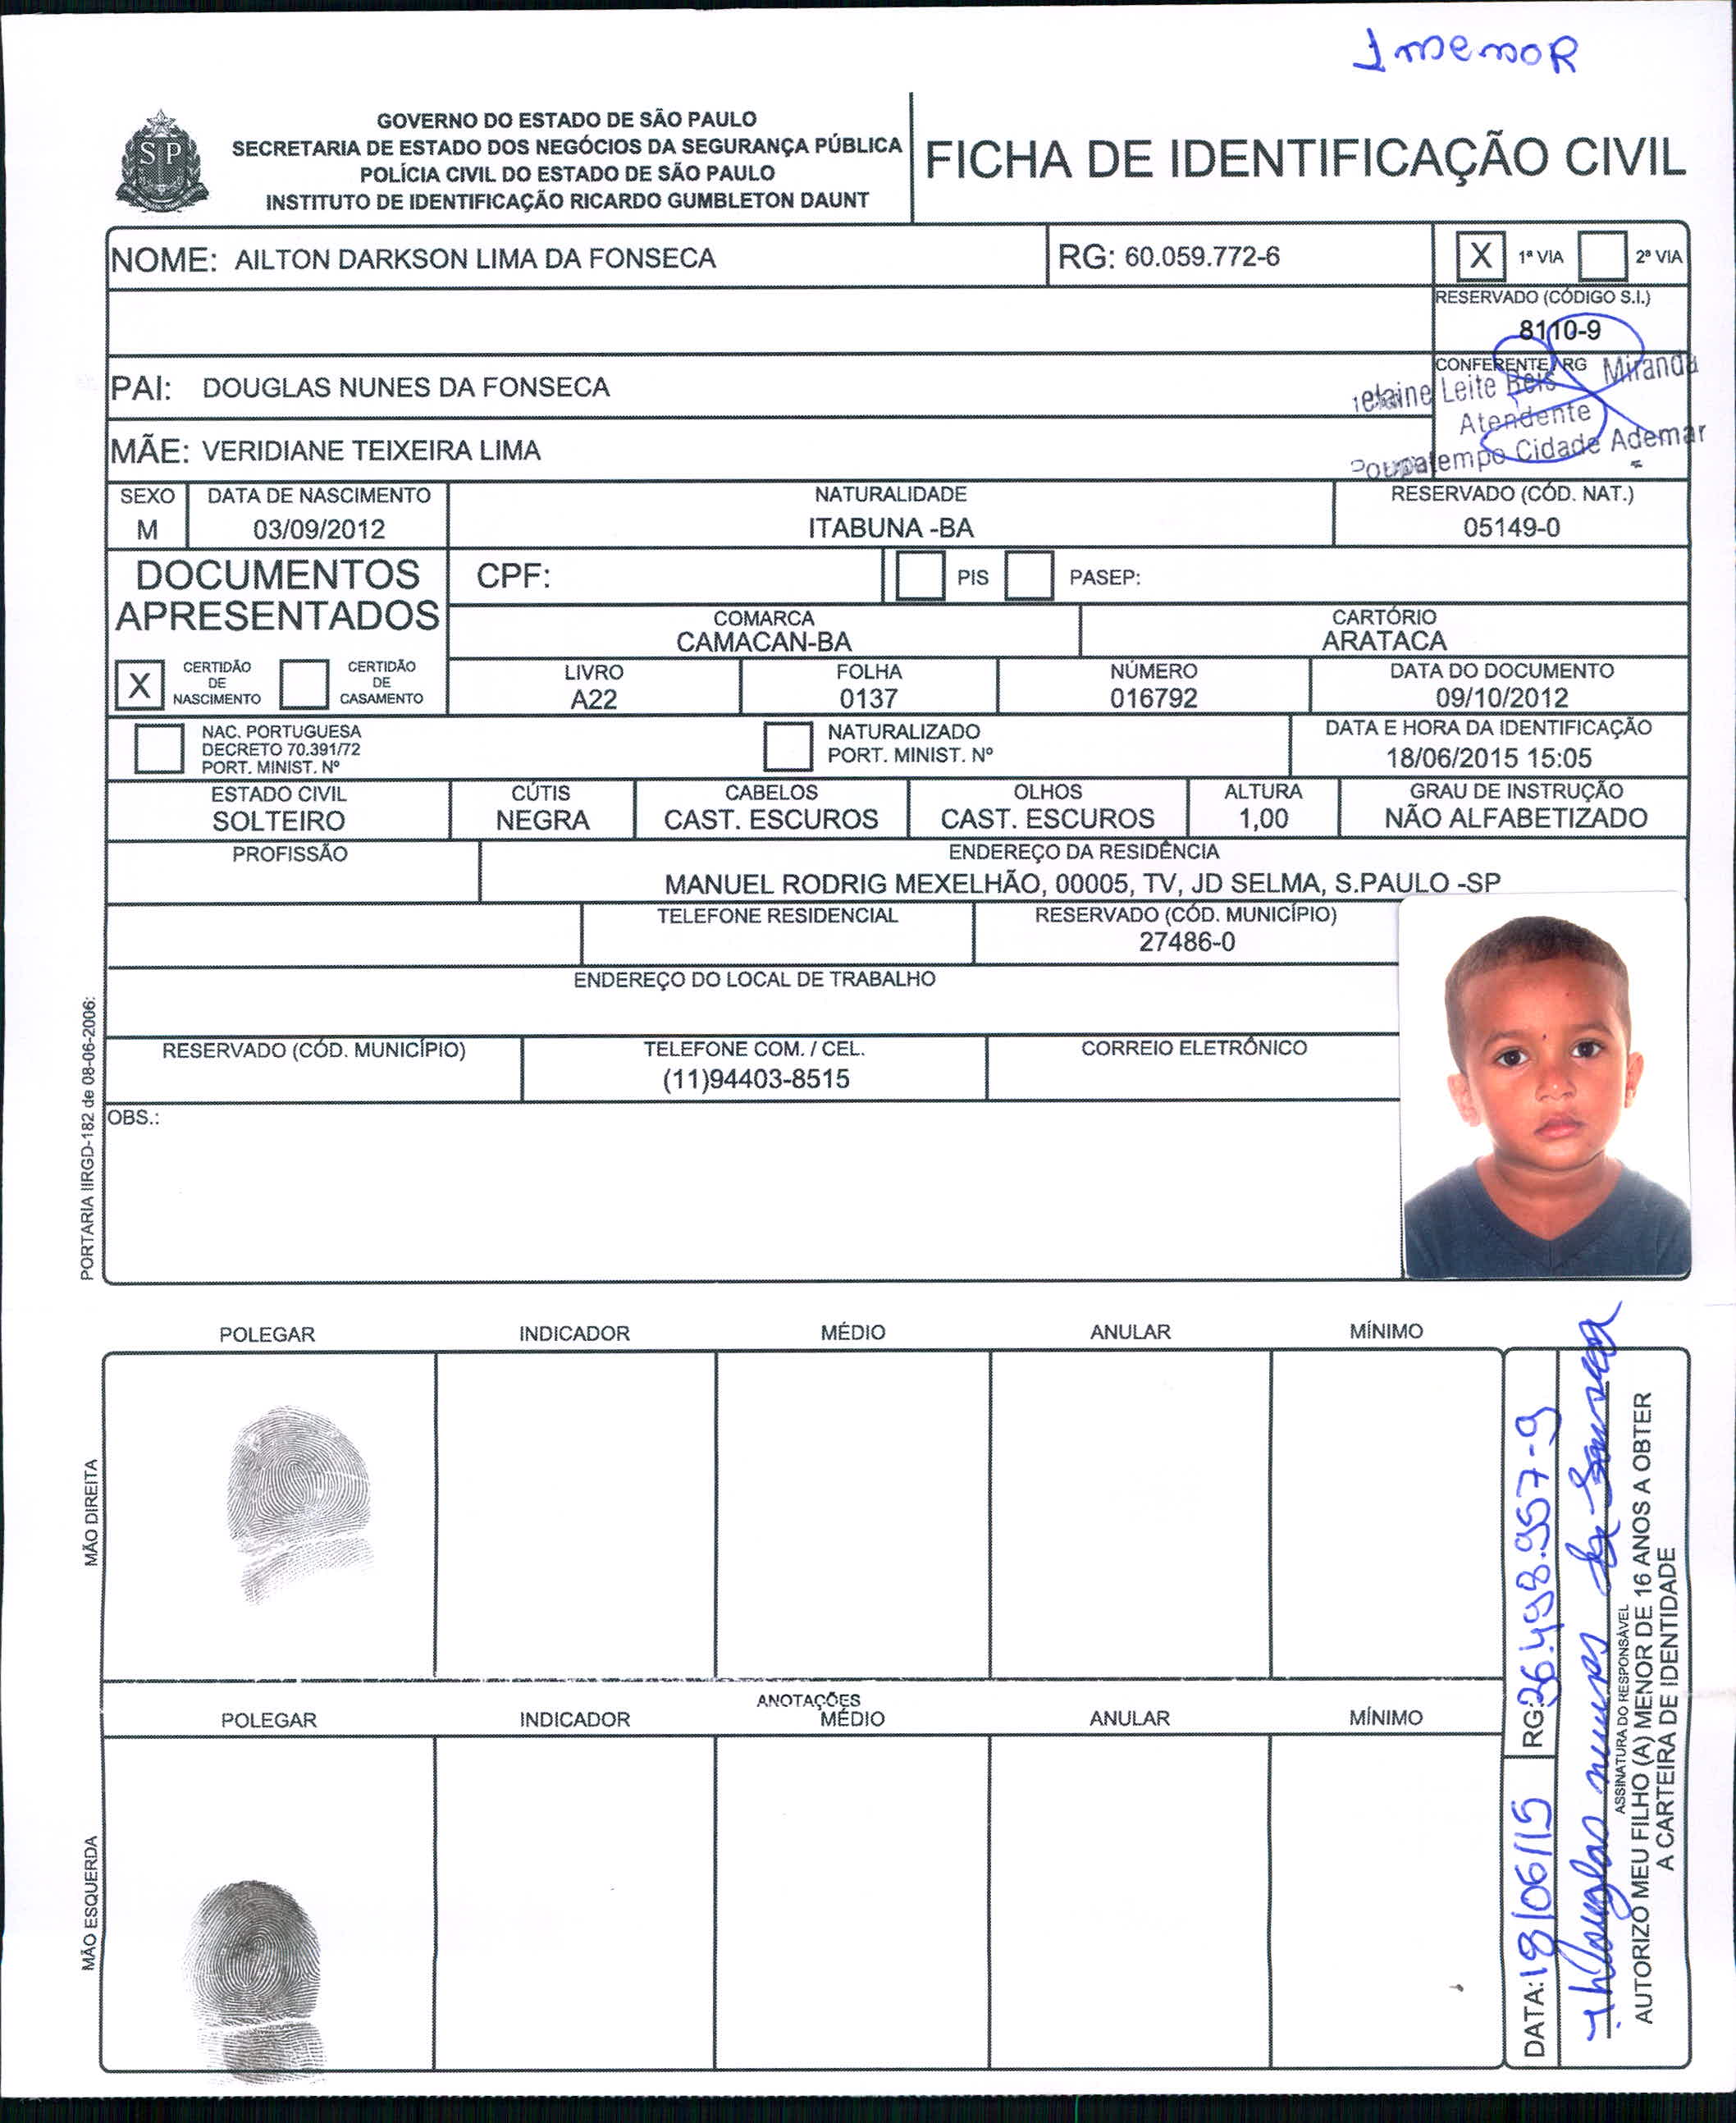 1 menor
GOVERNO DO ESTADO DE SÃO PAULO
SECRETARIA DE ESTADO DOS NEGÓCIOS DA SEGURANÇA PÚBLICA
POLÍCIA CIVIL DO ESTADO DE SÃO PAULO
INSTITUTO DE IDENTIFICAÇÃO RICARDO GUMBLETON DAUNT
SP
FICHA DE IDENTIFICAÇÃO CIVIL
NOME: AILTON DARKSON LIMA DA FONSECA
RG: 60.059.772-6
X 1ª VIA 2ª VIA
RESERVADO (CÓDIGO S.I.)
8110-9
PAI: DOUGLAS NUNES DA FONSECA
CONFERENTE/RG
Leite Reis Miranda
Atendente
Poupatempo Cidade Ademar
MÃE: VERIDIANE TEIXEIRA LIMA
SEXO
M
DATA DE NASCIMENTO
03/09/2012
NATURALIDADE
ITABUNA -BA
RESERVADO (CÓD. NAT.)
05149-0
DOCUMENTOS
APRESENTADOS
CPF:
PIS
PASEP:
COMARCA
CAMACAN-BA
CARTÓRIO
ARATACA
X CERTIDÃO
DE
NASCIMENTO
CERTIDÃO
DE
CASAMENTO
LIVRO
A22
FOLHA
0137
NÚMERO
016792
DATA DO DOCUMENTO
09/10/2012
NAC. PORTUGUESA
DECRETO 70.391/72
PORT. MINIST. Nº
NATURALIZADO
PORT. MINIST. Nº
DATA E HORA DA IDENTIFICAÇÃO
18/06/2015 15:05
ESTADO CIVIL
SOLTEIRO
CÚTIS
NEGRA
CABELOS
CAST. ESCUROS
OLHOS
CAST. ESCUROS
ALTURA
1,00
GRAU DE INSTRUÇÃO
NÃO ALFABETIZADO
PROFISSÃO
ENDEREÇO DA RESIDÊNCIA
MANUEL RODRIG MEXELHÃO, 00005, TV, JD SELMA, S.PAULO -SP
TELEFONE RESIDENCIAL
RESERVADO (CÓD. MUNICÍPIO)
27486-0
ENDEREÇO DO LOCAL DE TRABALHO
RESERVADO (CÓD. MUNICÍPIO)
TELEFONE COM. / CEL.
(11)94403-8515
CORREIO ELETRÔNICO
OBS.:
PORTARIA IIRGD-182 de 08-06-2006:
POLEGAR INDICADOR MÉDIO ANULAR MÍNIMO
MÃO DIREITA
ANOTAÇÕES
POLEGAR INDICADOR MÉDIO ANULAR MÍNIMO
MÃO ESQUERDA
DATA: 18/06/15 RG: 36.498.957-9
Douglas nunes da Fonseca
ASSINATURA DO RESPONSÁVEL
AUTORIZO MEU FILHO (A) MENOR DE 16 ANOS A OBTER
A CARTEIRA DE IDENTIDADE